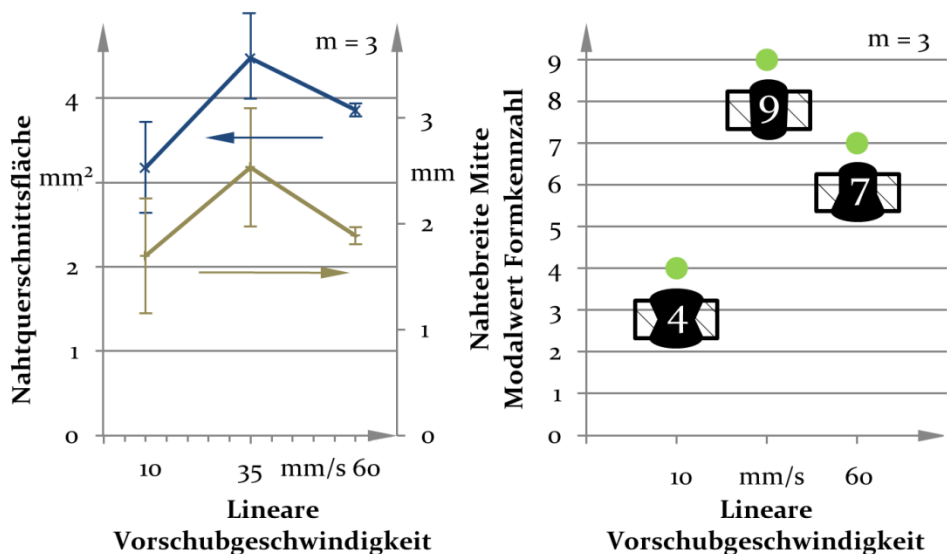 Nahtquerschnittsfläche
mm²
4
2
1
0
m = 3
3
mm
2
1
0
Nahtebreite Mitte
10 35 mm/s 60
Lineare
Vorschubgeschwindigkeit
Modalwert Formkennzahl
m = 3
9
8
7
6
5
4
3
2
1
0
9
7
4
10 mm/s 60
Lineare
Vorschubgeschwindigkeit